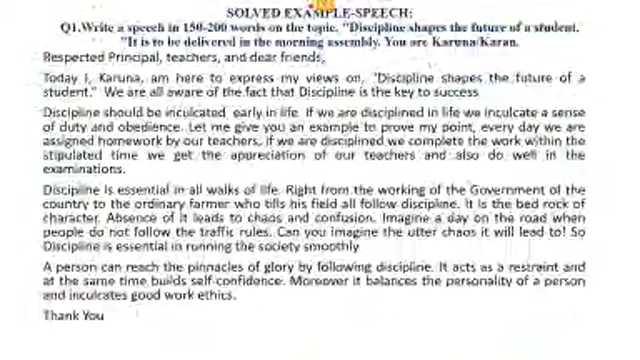 SOLVED EXAMPLE-SPEECH:
Q1.Write a speech in 150-200 words on the topic, "Discipline shapes the future of a student.
"It is to be delivered in the morning assembly. You are Karuna/Karan.
Respected Principal, teachers, and dear friends,
Today I, Karuna, am here to express my views on, "Discipline shapes the future of a
student." We are all aware of the fact that Discipline is the key to success
Discipline should be inculcated early in life. If we are disciplined in life we inculcate a sense
of duty and obedience. Let me give you an example to prove my point, every day we are
assigned homework by our teachers, if we are disciplined we complete the work within the
stipulated time we get the appreciation of our teachers and also do well in the
examinations.
Discipline is essential in all walks of life. Right from the working of the Government of the
country to the ordinary farmer who tills his field all follow discipline. It is the bed rock of
character. Absence of it leads to chaos and confusion. Imagine a day on the road when
people do not follow the traffic rules. Can you imagine the utter chaos it will lead to! So
Discipline is essential in running the society smoothly
A person can reach the pinnacles of glory by following discipline. It acts as a restraint and
at the same time builds self-confidence. Moreover it balances the personality of a person
and inculcates good work ethics.
Thank You